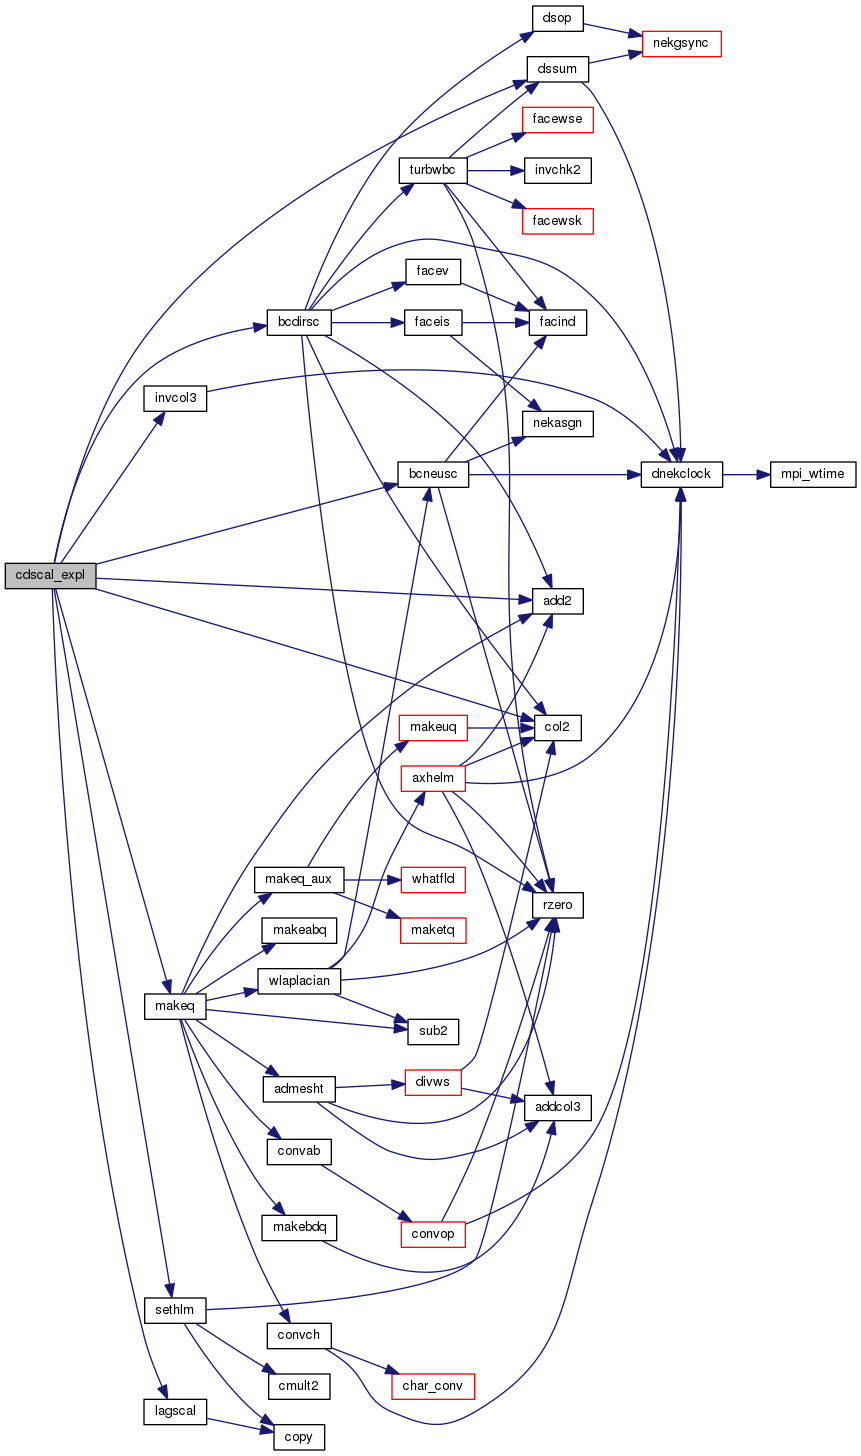 dsop
nekgsync
dssum
facewse
turbwbc
invchk2
facewsk
facev
bcdirsc
faceis
facind
invcol3
nekasgn
bcneusc
dnekclock
mpi_wtime
cdscal_expl
add2
makeuq
col2
axhelm
makeq_aux
whatfld
rzero
makeabq
maketq
wlaplacian
makeq
sub2
admesht
divws
addcol3
convab
makebdq
convop
sethlm
convch
cmult2
char_conv
lagscal
copy